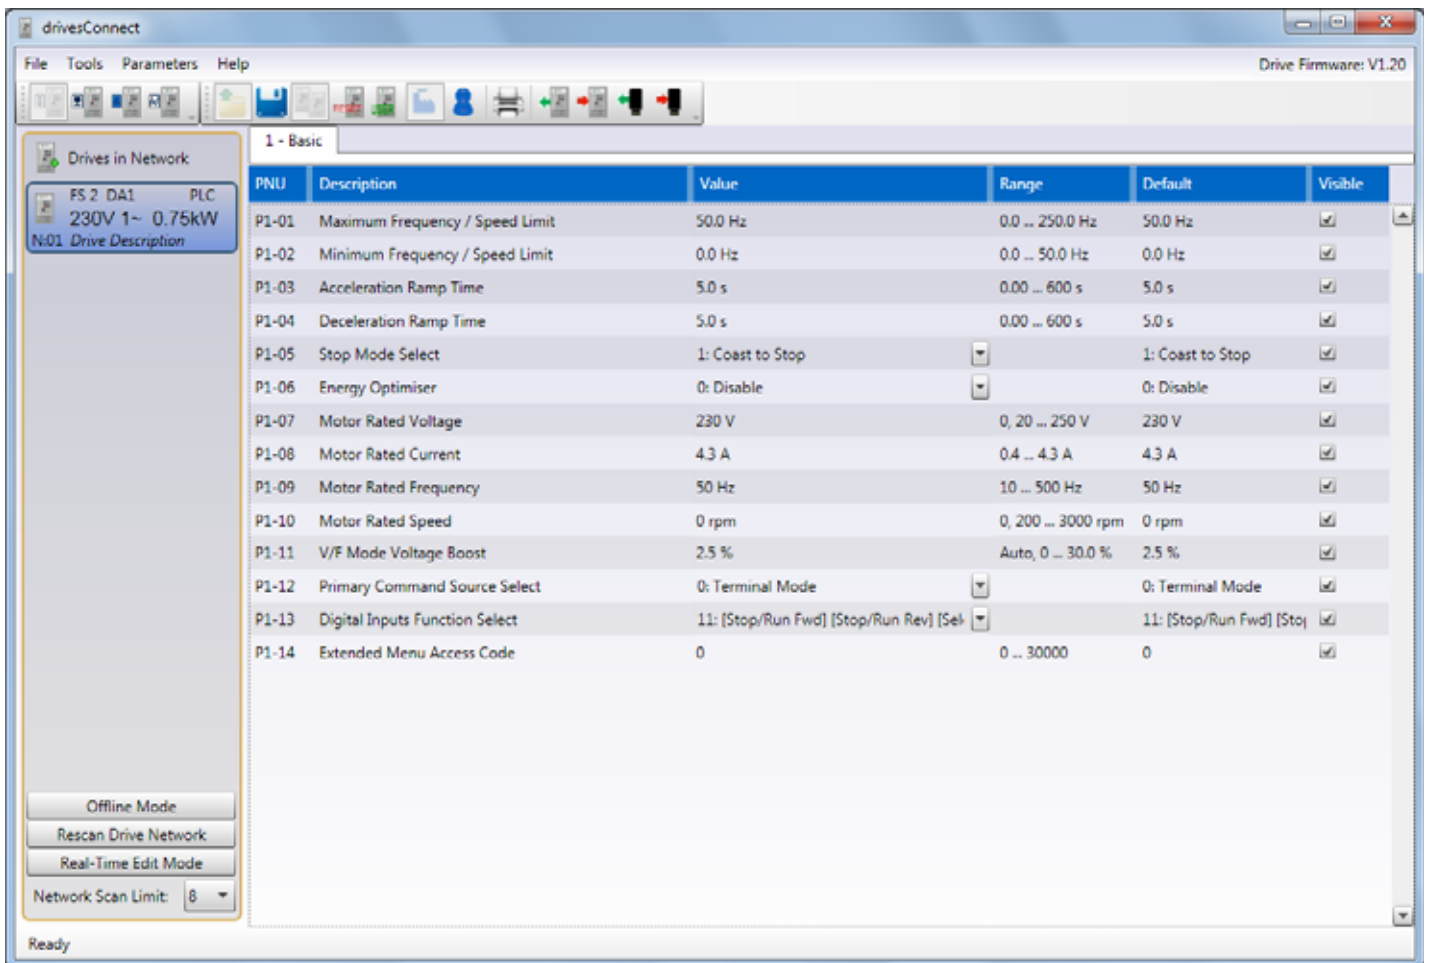 drivesConnect
File Tools Parameters Help Drive Firmware: V1.20
Drives in Network
FS 2 DA1 PLC
230V 1~ 0.75kW
N:01 Drive Description
1 - Basic
PNU Description Value Range Default Visible
P1-01 Maximum Frequency / Speed Limit 50.0 Hz 0.0 ... 250.0 Hz 50.0 Hz
P1-02 Minimum Frequency / Speed Limit 0.0 Hz 0.0 ... 50.0 Hz 0.0 Hz
P1-03 Acceleration Ramp Time 5.0 s 0.00 ... 600 s 5.0 s
P1-04 Deceleration Ramp Time 5.0 s 0.00 ... 600 s 5.0 s
P1-05 Stop Mode Select 1: Coast to Stop 1: Coast to Stop
P1-06 Energy Optimiser 0: Disable 0: Disable
P1-07 Motor Rated Voltage 230 V 0, 20 ... 250 V 230 V
P1-08 Motor Rated Current 4.3 A 0.4 ... 4.3 A 4.3 A
P1-09 Motor Rated Frequency 50 Hz 10 ... 500 Hz 50 Hz
P1-10 Motor Rated Speed 0 rpm 0, 200 ... 3000 rpm 0 rpm
P1-11 V/F Mode Voltage Boost 2.5 % Auto, 0 ... 30.0 % 2.5 %
P1-12 Primary Command Source Select 0: Terminal Mode 0: Terminal Mode
P1-13 Digital Inputs Function Select 11: [Stop/Run Fwd] [Stop/Run Rev] [Sel 11: [Stop/Run Fwd] [Stop
P1-14 Extended Menu Access Code 0 0 ... 30000 0
Offline Mode
Rescan Drive Network
Real-Time Edit Mode
Network Scan Limit: 8
Ready